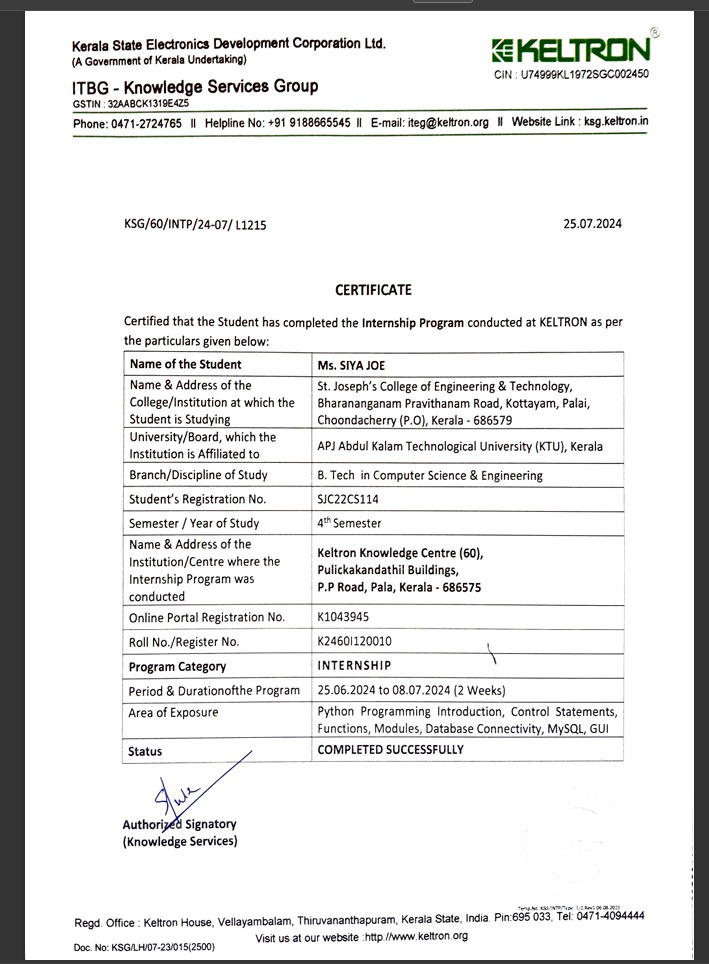 Kerala State Electronics Development Corporation Ltd.
(A Government of Kerala Undertaking)
KELTRON®
CIN : U74999KL1972SGC002450
ITBG - Knowledge Services Group
GSTIN : 32AABCK1319E4Z5
Phone: 0471-2724765 II Helpline No: +91 9188665545 II E-mail: iteg@keltron.org II Website Link : ksg.keltron.in
KSG/60/INTP/24-07/ L1215 25.07.2024
CERTIFICATE
Certified that the Student has completed the Internship Program conducted at KELTRON as per
the particulars given below:
Name of the Student Ms. SIYA JOE
Name & Address of the
College/Institution at which the
Student is Studying
St. Joseph's College of Engineering & Technology,
Bharananganam Pravithanam Road, Kottayam, Palai,
Choondacherry (P.O), Kerala - 686579
University/Board, which the
Institution is Affiliated to
APJ Abdul Kalam Technological University (KTU), Kerala
Branch/Discipline of Study B. Tech in Computer Science & Engineering
Student's Registration No. SJC22CS114
Semester / Year of Study 4th Semester
Name & Address of the
Institution/Centre where the
Internship Program was
conducted
Keltron Knowledge Centre (60),
Pulickakandathil Buildings,
P.P Road, Pala, Kerala - 686575
Online Portal Registration No. K1043945
Roll No./Register No. K2460I120010
Program Category INTERNSHIP
Period & Durationofthe Program 25.06.2024 to 08.07.2024 (2 Weeks)
Area of Exposure
Python Programming Introduction, Control Statements,
Functions, Modules, Database Connectivity, MySQL, GUI
Status COMPLETED SUCCESSFULLY
Authorized Signatory
(Knowledge Services)
Regd. Office : Keltron House, Vellayambalam, Thiruvananthapuram, Kerala State, India. Pin:695 033, Tel: 0471-4094444
Visit us at our website :http//www.keltron.org
Doc. No: KSG/LH/07-23/015(2500)